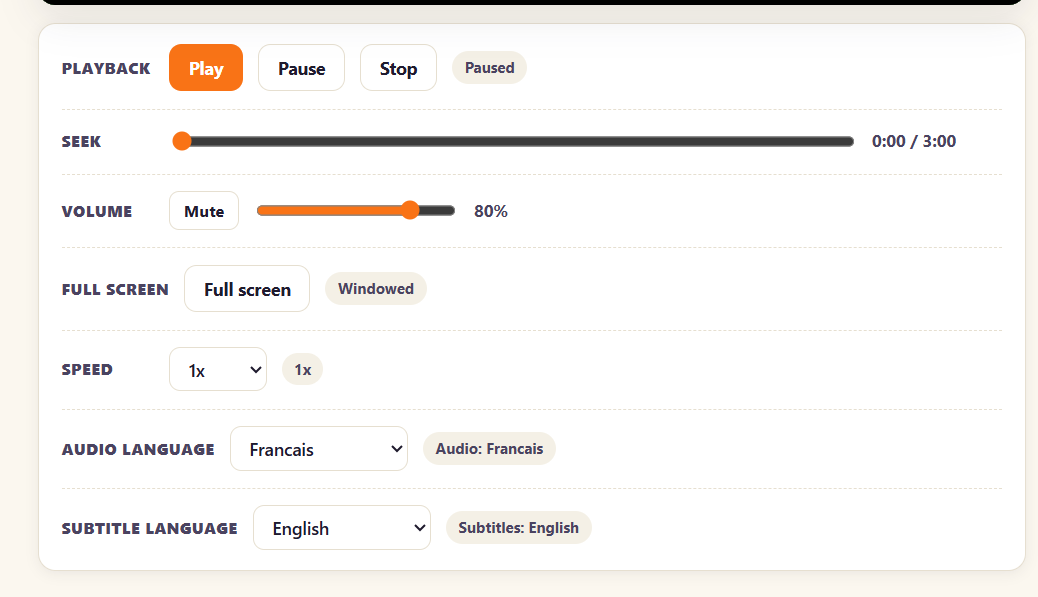 PLAYBACK Play Pause Stop Paused
SEEK 0:00 / 3:00
VOLUME Mute 80%
FULL SCREEN Full screen Windowed
SPEED 1x 1x
AUDIO LANGUAGE Francais Audio: Francais
SUBTITLE LANGUAGE English Subtitles: English